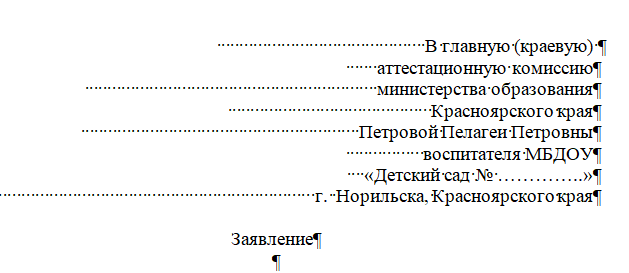 В главную (краевую)
аттестационную комиссию
министерства образования
Красноярского края
Петровой Пелагеи Петровны
воспитателя МБДОУ
«Детский сад № …………..»
г. Норильска, Красноярского края
Заявление